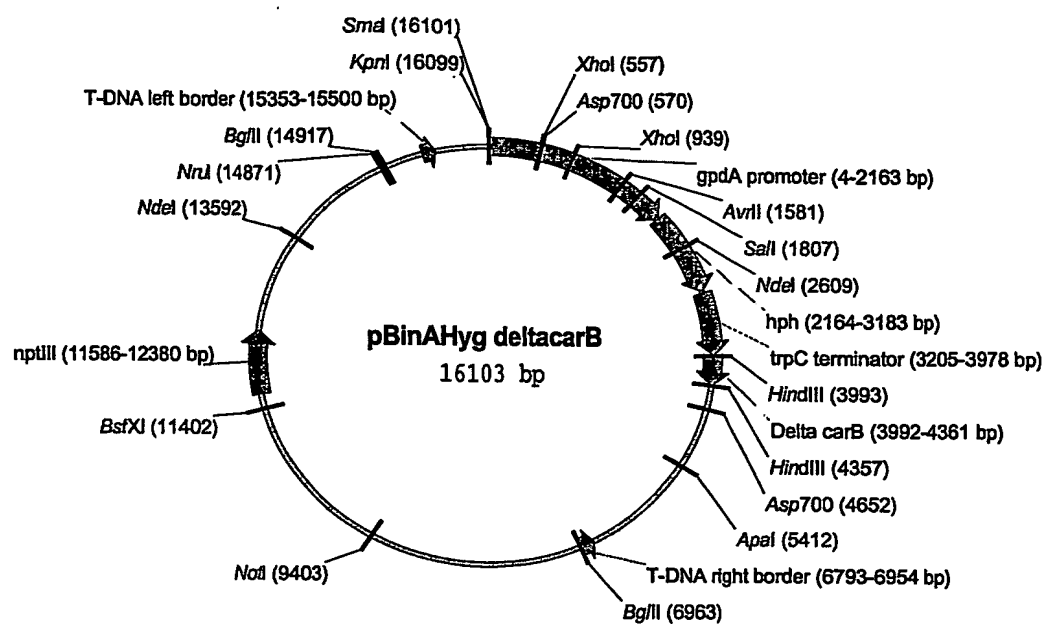 SmaI (16101)
KpnI (16099)
T-DNA left border (15353-15500 bp)
BglII (14917)
NruI (14871)
NdeI (13592)
nptIII (11586-12380 bp)
BstXI (11402)
NotI (9403)
XhoI (557)
Asp700 (570)
XhoI (939)
gpdA promoter (4-2163 bp)
AvrII (1581)
SalI (1807)
NdeI (2609)
hph (2164-3183 bp)
trpC terminator (3205-3978 bp)
HindIII (3993)
Delta carB (3992-4361 bp)
HindIII (4357)
Asp700 (4652)
ApaI (5412)
T-DNA right border (6793-6954 bp)
BglII (6963)
pBinAHyg deltacarB
16103 bp